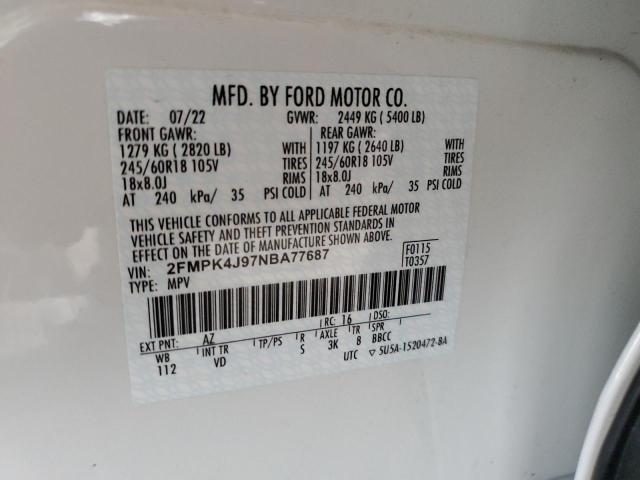 MFD. BY FORD MOTOR CO.
DATE: 07/22 GVWR: 2449 KG ( 5400 LB)
FRONT GAWR: REAR GAWR:
1279 KG ( 2820 LB) WITH 1197 KG ( 2640 LB) WITH
245/60R18 105V TIRES 245/60R18 105V TIRES
18x8.0J RIMS 18x8.0J RIMS
AT 240 kPa/ 35 PSI COLD AT 240 kPa/ 35 PSI COLD
THIS VEHICLE CONFORMS TO ALL APPLICABLE FEDERAL MOTOR
VEHICLE SAFETY AND THEFT PREVENTION STANDARDS IN
EFFECT ON THE DATE OF MANUFACTURE SHOWN ABOVE.
VIN: 2FMPK4J97NBA77687 F0115
TYPE: MPV T0357
EXT PNT: AZ RC: 16 DSO:
WB INT TR TP/PS R AXLE TR SPR
112 VD S 3K 8 BBCC
UTC ▽ 5U5A-1520472-BA